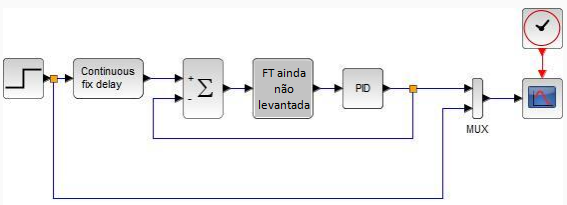 Continuous
fix delay
+
-
Σ
FT ainda
não
levantada
PID
MUX